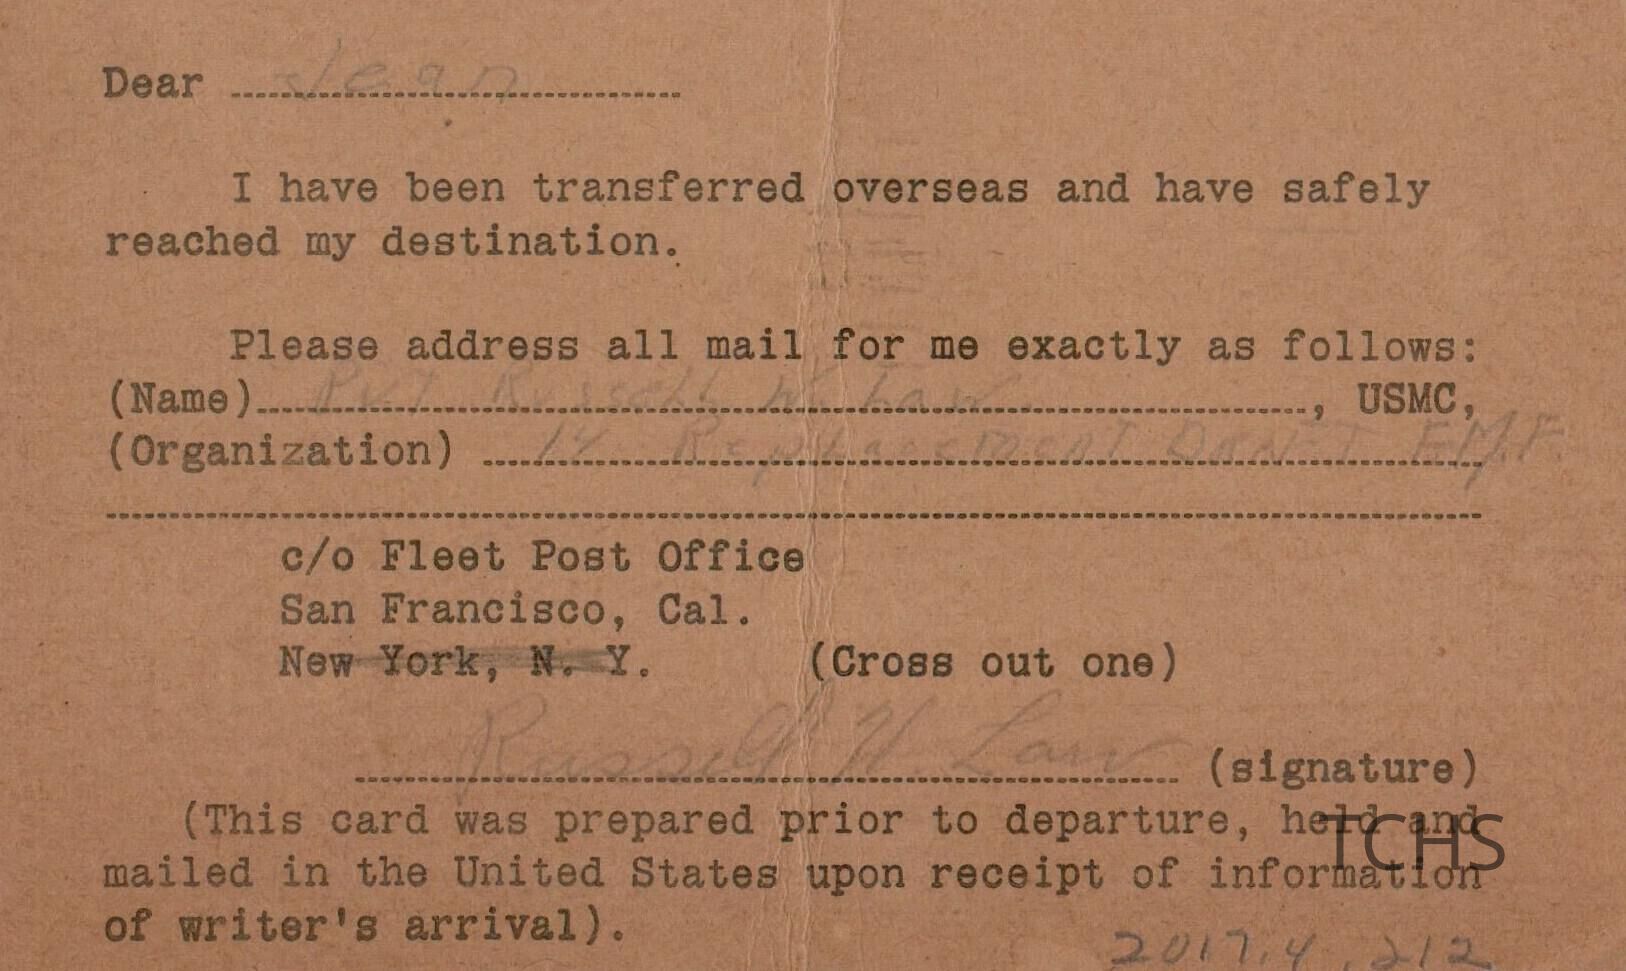 Dear Jean
I have been transferred overseas and have safely
reached my destination.
Please address all mail for me exactly as follows:
(Name) Pvt Russell H Law, USMC,
(Organization) 14 Replacement Draft F.M.F.
c/o Fleet Post Office
San Francisco, Cal.
New York, N. Y. (Cross out one)
Russell H. Law (signature)
(This card was prepared prior to departure, held and
mailed in the United States upon receipt of information
of writer's arrival).
TCHS
2017.4.212